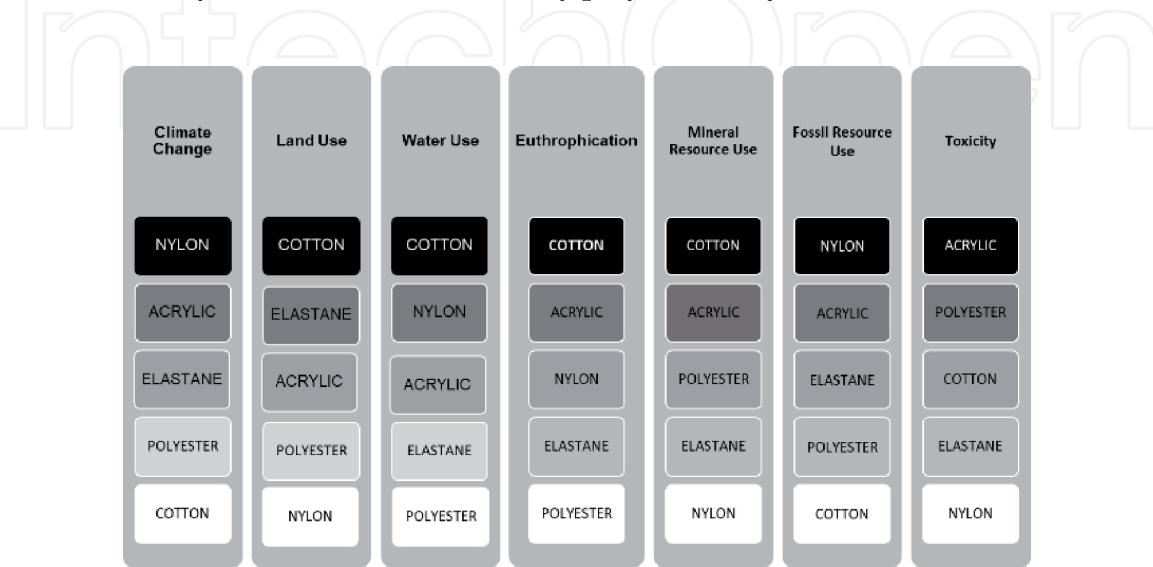 IntechOpen
Climate
Change
Land Use
Water Use
Euthrophication
Mineral
Resource Use
Fossil Resource
Use
Toxicity
NYLON
COTTON
COTTON
COTTON
COTTON
NYLON
ACRYLIC
ACRYLIC
ELASTANE
NYLON
ACRYLIC
ACRYLIC
ACRYLIC
POLYESTER
ELASTANE
ACRYLIC
ACRYLIC
NYLON
POLYESTER
ELASTANE
COTTON
POLYESTER
POLYESTER
ELASTANE
ELASTANE
ELASTANE
POLYESTER
ELASTANE
COTTON
NYLON
POLYESTER
POLYESTER
NYLON
COTTON
NYLON